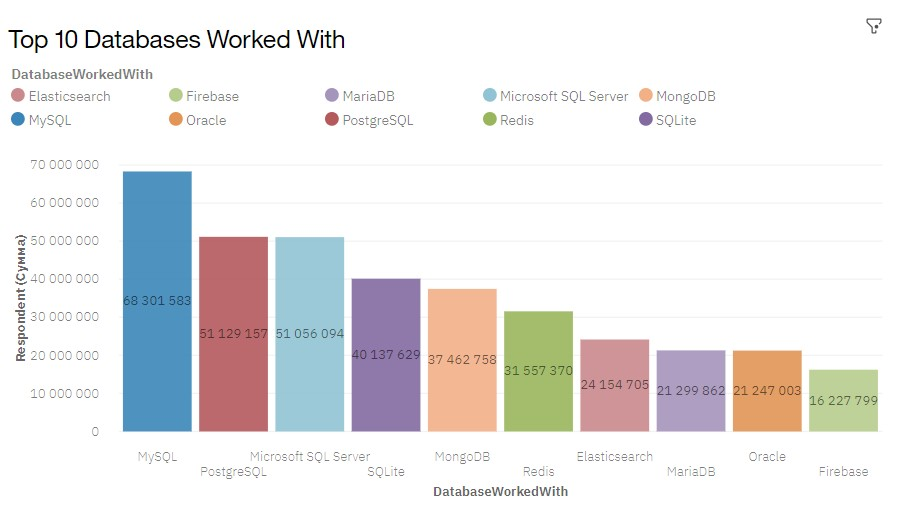 Top 10 Databases Worked With
DatabaseWorkedWith
Elasticsearch Firebase MariaDB Microsoft SQL Server MongoDB
MySQL Oracle PostgreSQL Redis SQLite
70 000 000
60 000 000
50 000 000
40 000 000
30 000 000
20 000 000
10 000 000
0
Respondent (Сумма)
68 301 583
51 129 157
51 056 094
40 137 629
37 462 758
31 557 370
24 154 705
21 299 862
21 247 003
16 227 799
MySQL Microsoft SQL Server MongoDB Elasticsearch Oracle
PostgreSQL SQLite Redis MariaDB Firebase
DatabaseWorkedWith